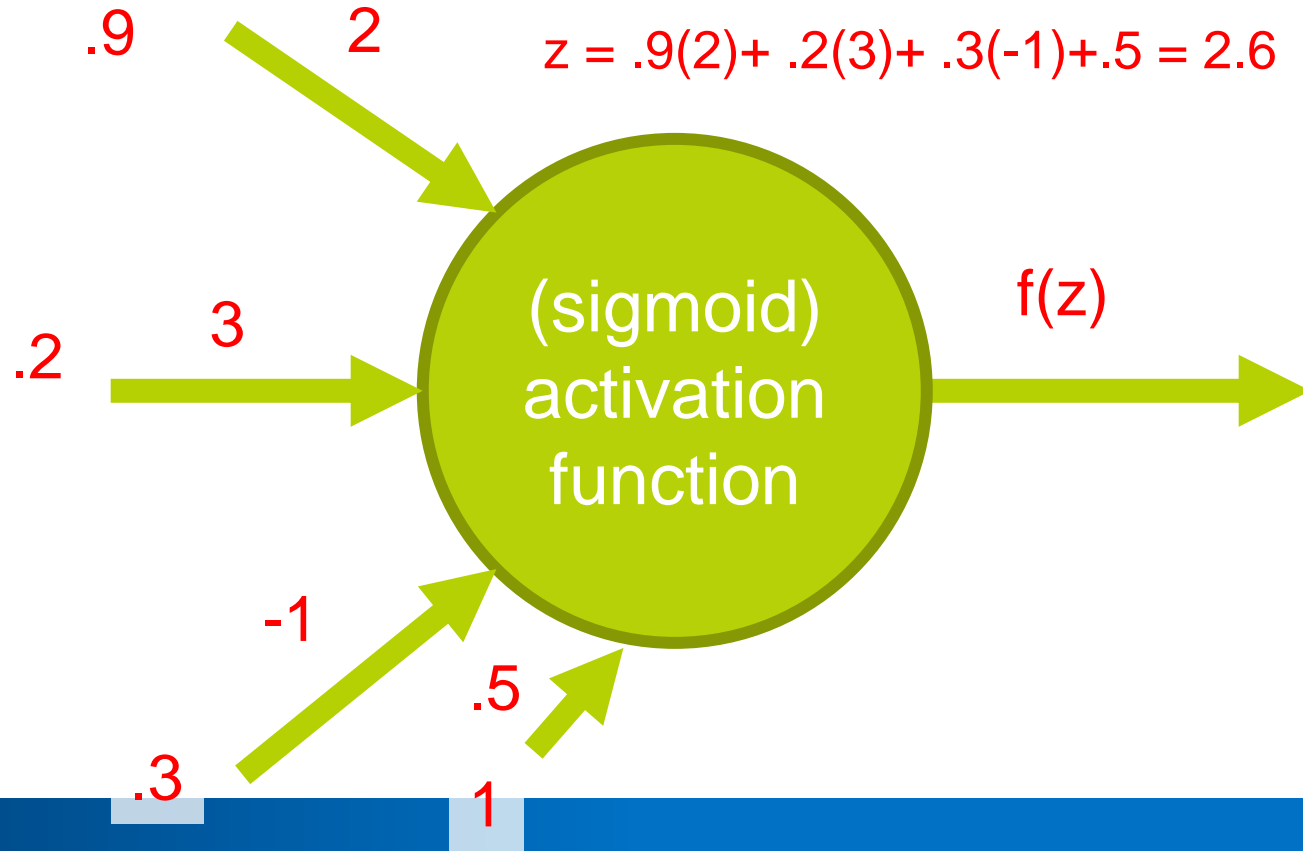 .9
2
z = .9(2)+ .2(3)+ .3(-1)+.5 = 2.6
.2
3
(sigmoid)
activation
function
f(z)
-1
.5
.3
1